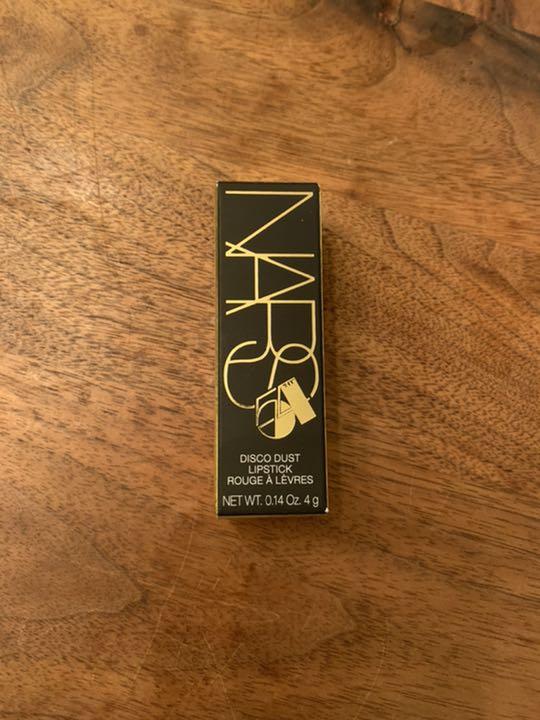 NARS
54
DISCO DUST
LIPSTICK
ROUGE À LÈVRES
NET WT. 0.14 Oz. 4 g